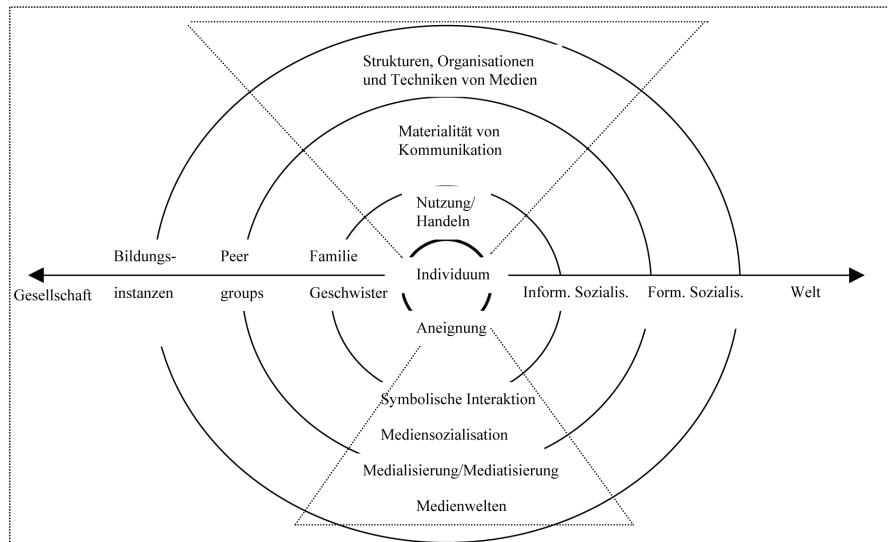 Strukturen, Organisationen
und Techniken von Medien
Materialität von
Kommunikation
Nutzung/
Handeln
Bildungs-
instanzen
Peer
groups
Familie
Geschwister
Individuum
Gesellschaft
Inform. Sozialis.
Form. Sozialis.
Welt
Aneignung
Symbolische Interaktion
Mediensozialisation
Medialisierung/Mediatisierung
Medienwelten